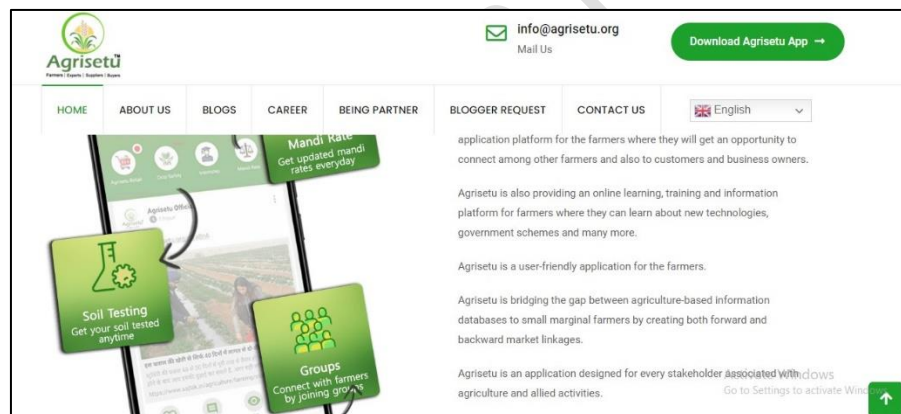 Agrisetu
Farmers | Experts | Suppliers | Buyers
info@agrisetu.org
Mail Us
Download Agrisetu App →
HOME
ABOUT US
BLOGS
CAREER
BEING PARTNER
BLOGGER REQUEST
CONTACT US
English
Mandi Rate
Get updated mandi
rates everyday
Soil Testing
Get your soil tested
anytime
Groups
Connect with farmers
by joining groups
application platform for the farmers where they will get an opportunity to
connect among other farmers and also to customers and business owners.
Agrisetu is also providing an online learning, training and information
platform for farmers where they can learn about new technologies,
government schemes and many more.
Agrisetu is a user-friendly application for the farmers.
Agrisetu is bridging the gap between agriculture-based information
databases to small marginal farmers by creating both forward and
backward market linkages.
Agrisetu is an application designed for every stakeholder associated with
agriculture and allied activities.
Activate Windows
Go to Settings to activate Windows.